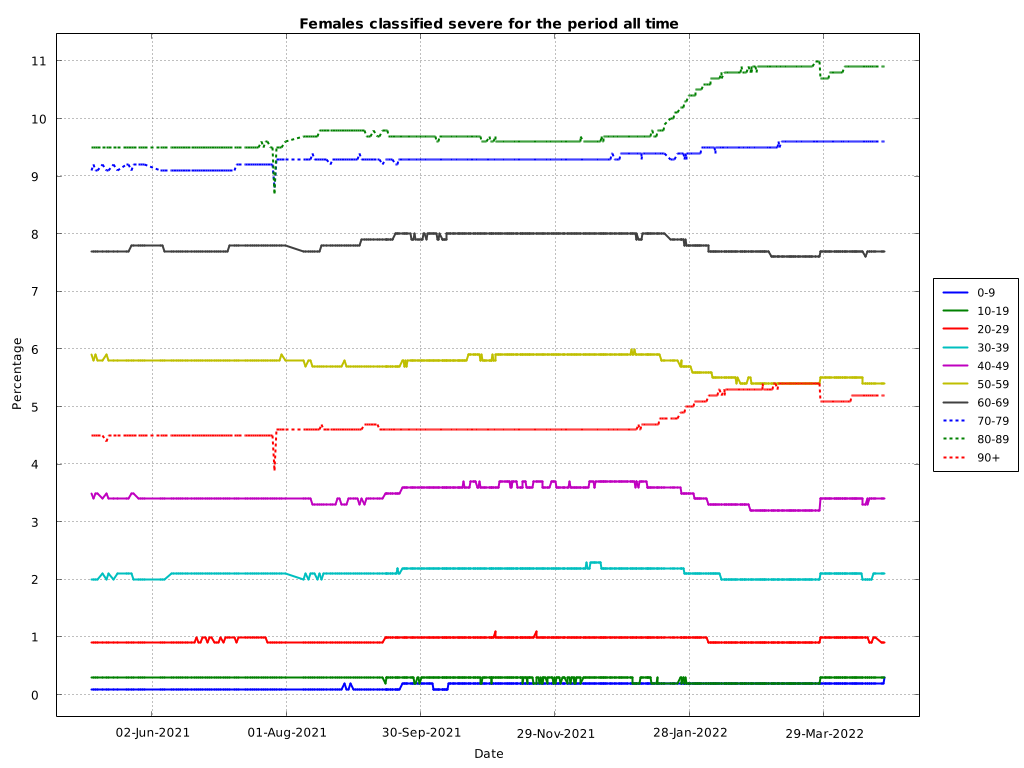 Females classified severe for the period all time
11
10
9
8
7
6
5
4
3
2
1
0
Percentage
02-Jun-2021
01-Aug-2021
30-Sep-2021
29-Nov-2021
28-Jan-2022
29-Mar-2022
Date
0-9
10-19
20-29
30-39
40-49
50-59
60-69
70-79
80-89
90+